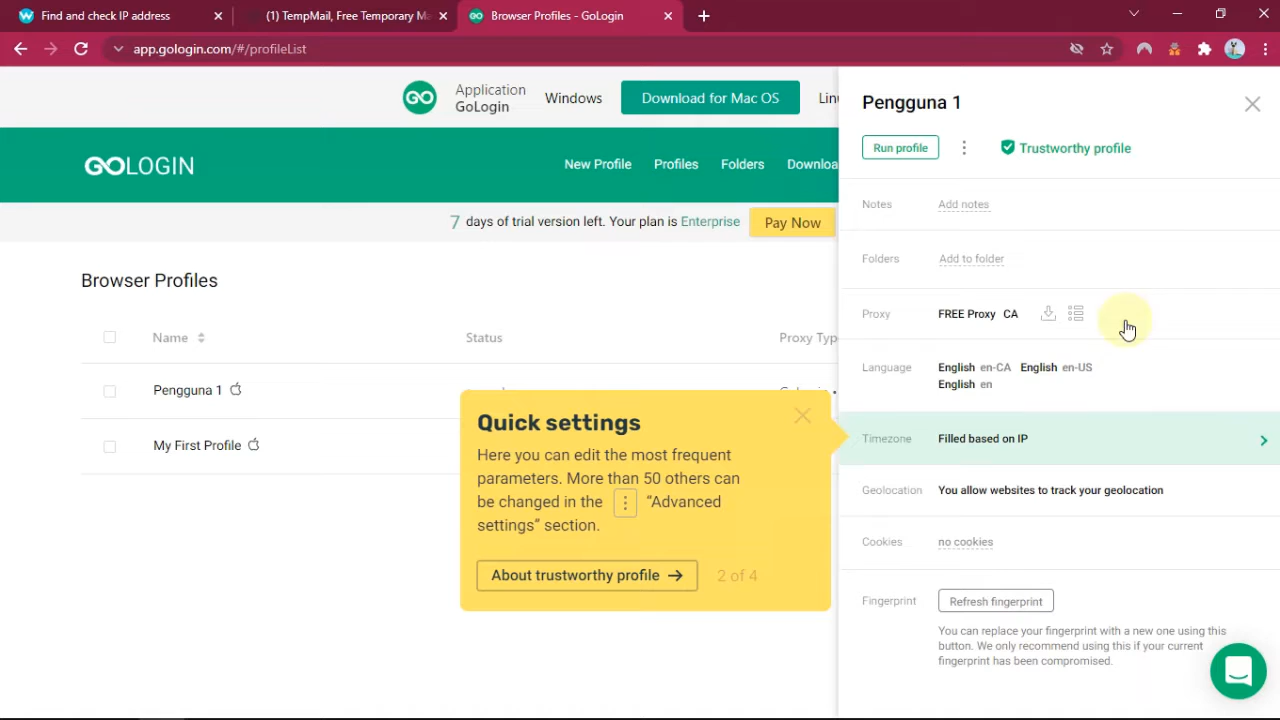 Find and check IP address
(1) TempMail, Free Temporary Ma
Browser Profiles - GoLogin
app.gologin.com/#/profileList
GO
Application
GoLogin
Windows
Download for Mac OS
Linu
GOLOGIN
New Profile
Profiles
Folders
Downloa
7 days of trial version left. Your plan is Enterprise
Pay Now
Browser Profiles
Name
Status
Proxy Typ
Pengguna 1
My First Profile
Quick settings
Here you can edit the most frequent
parameters. More than 50 others can
be changed in the ⋮ “Advanced
settings” section.
About trustworthy profile →
2 of 4
Pengguna 1
Run profile
Trustworthy profile
Notes
Add notes
Folders
Add to folder
Proxy
FREE Proxy CA
Language
English en-CA English en-US
English en
Timezone
Filled based on IP
Geolocation
You allow websites to track your geolocation
Cookies
no cookies
Fingerprint
Refresh fingerprint
You can replace your fingerprint with a new one using this
button. We only recommend using this if your current
fingerprint has been compromised.